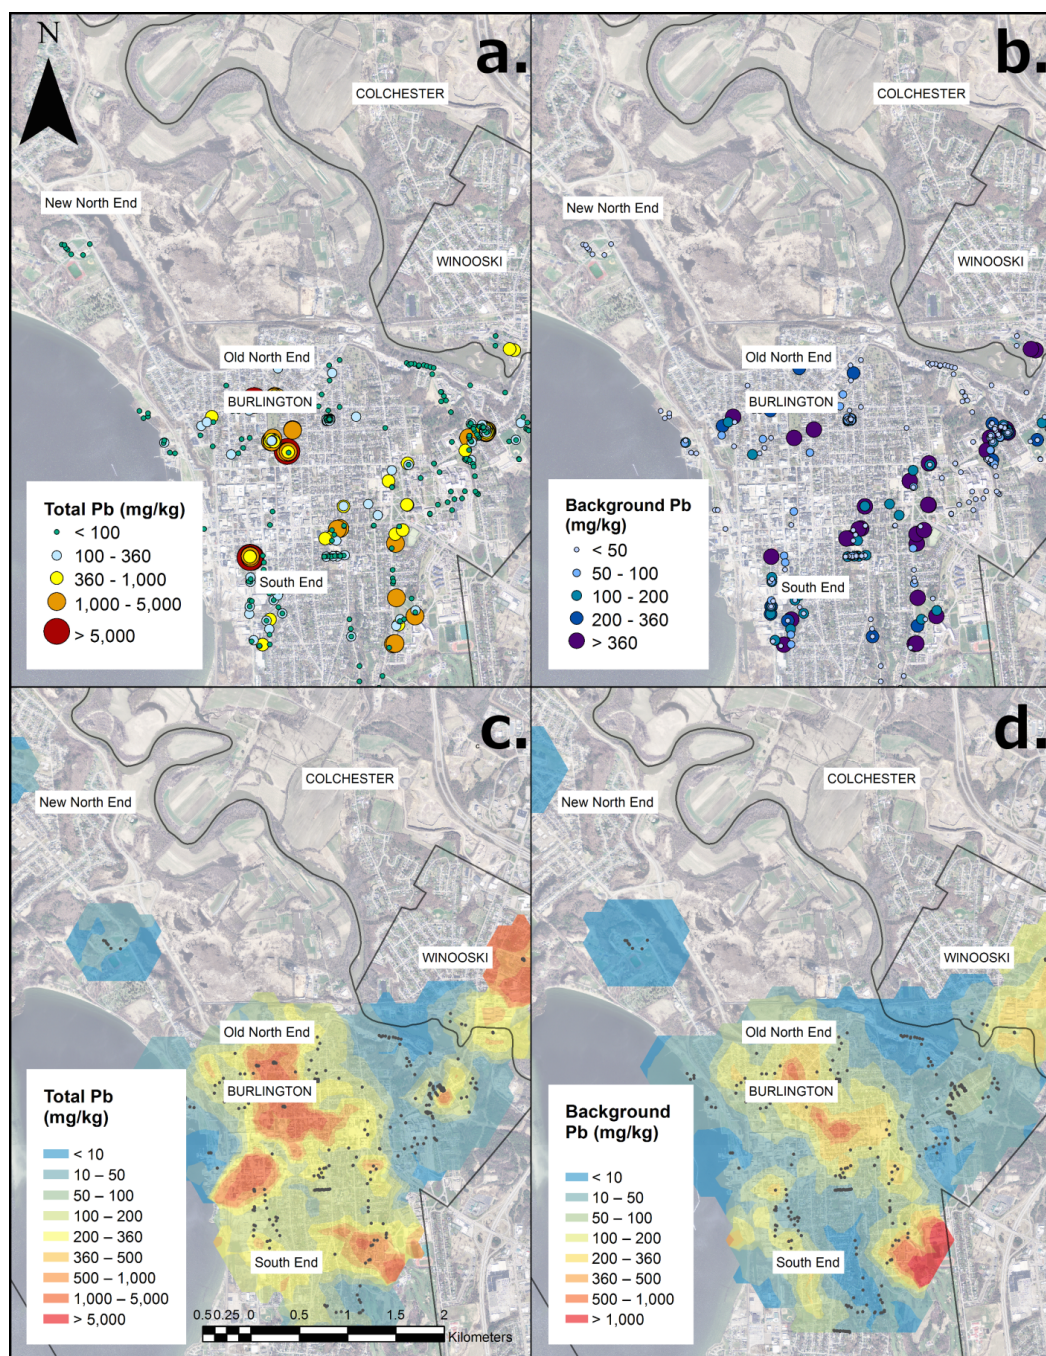 N
a.
COLCHESTER
New North End
WINOOSKI
Old North End
BURLINGTON
South End
Total Pb (mg/kg)
< 100
100 - 360
360 - 1,000
1,000 - 5,000
> 5,000
b.
COLCHESTER
New North End
WINOOSKI
Old North End
BURLINGTON
South End
Background Pb
(mg/kg)
< 50
50 - 100
100 - 200
200 - 360
> 360
c.
COLCHESTER
New North End
WINOOSKI
Old North End
BURLINGTON
South End
Total Pb
(mg/kg)
< 10
10 – 50
50 – 100
100 – 200
200 – 360
360 – 500
500 – 1,000
1,000 – 5,000
> 5,000
0.5 0.25 0 0.5 1 1.5 2
Kilometers
d.
COLCHESTER
New North End
WINOOSKI
Old North End
BURLINGTON
South End
Background
Pb (mg/kg)
< 10
10 – 50
50 – 100
100 – 200
200 – 360
360 – 500
500 – 1,000
> 1,000